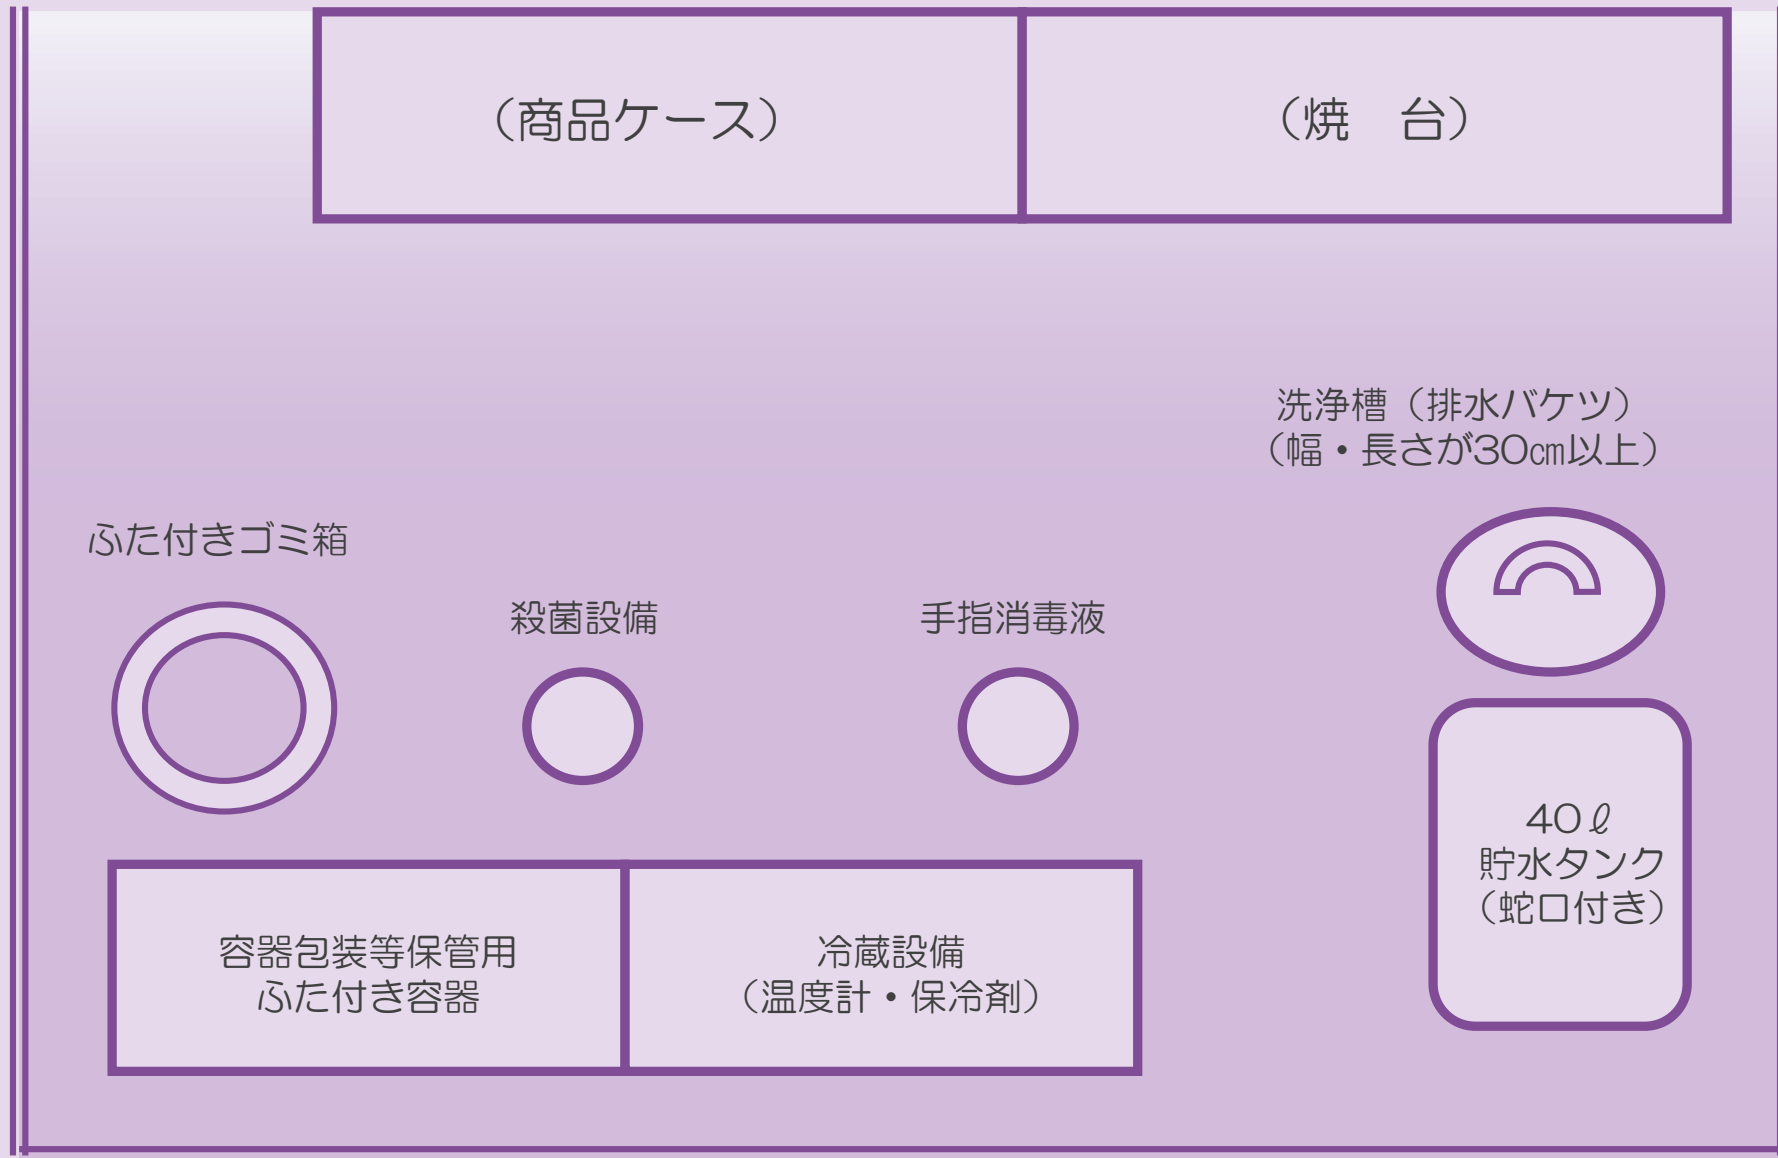 （商品ケース）
（焼　台）
洗浄槽（排水バケツ）
（幅・長さが30㎝以上）
ふた付きゴミ箱
殺菌設備
手指消毒液
40ℓ
貯水タンク
（蛇口付き）
容器包装等保管用
ふた付き容器
冷蔵設備
（温度計・保冷剤）